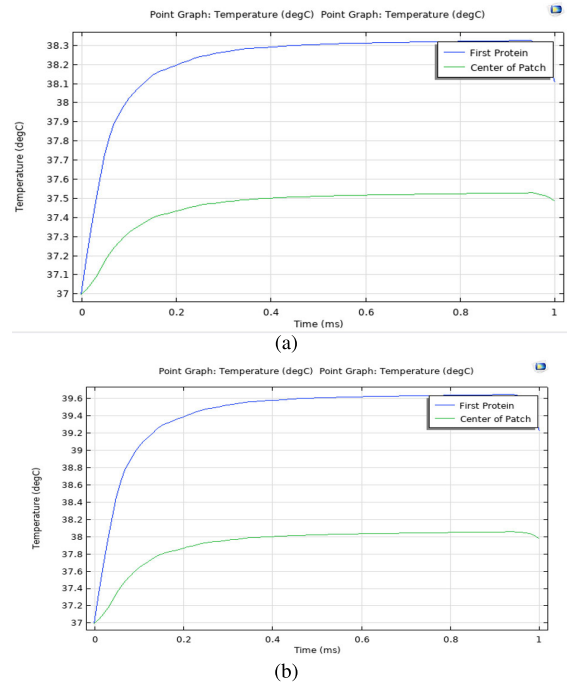 Point Graph: Temperature (degC)  Point Graph: Temperature (degC)
38.3
38.2
38.1
38
37.9
37.8
37.7
37.6
37.5
37.4
37.3
37.2
37.1
37
Temperature (degC)
First Protein
Center of Patch
0 0.2 0.4 0.6 0.8 1
Time (ms)
(a)
Point Graph: Temperature (degC)  Point Graph: Temperature (degC)
39.6
39.4
39.2
39
38.8
38.6
38.4
38.2
38
37.8
37.6
37.4
37.2
37
Temperature (degC)
First Protein
Center of Patch
0 0.2 0.4 0.6 0.8 1
Time (ms)
(b)